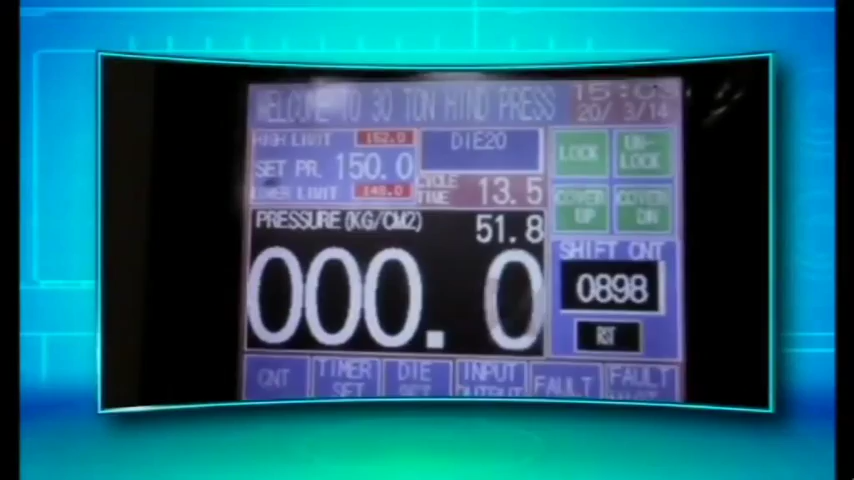 WELCOME TO 30 TON HIND PRESS
15:03
20/ 3/14
HIGH LIMIT 152.0
SET PR. 150.0
LOWER LIMIT 148.0
DIE20
CYCLE TIME 13.5
LOCK
UN-LOCK
COVER UP
COVER DN
PRESSURE(KG/CM2) 51.8
000.0
SHIFT CNT
0898
RST
CNT
TIMER SET
DIE SET
INPUT OUTPUT
FAULT
FAULT